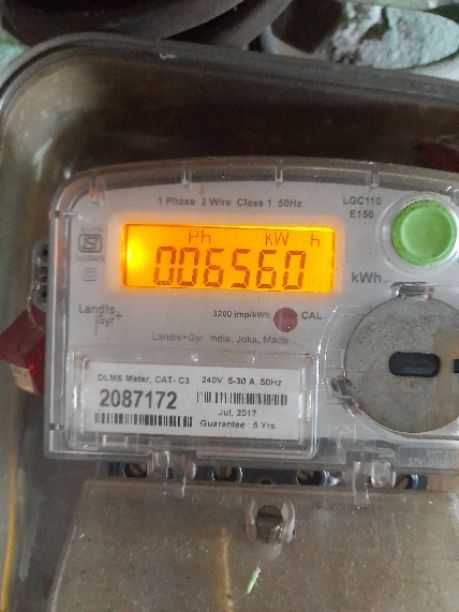 1 Phase 2 Wire Class 1 50Hz
LGC110
E150
Ph kW h
006560
kWh
Landis
Gyr+
3200 imp/kWh CAL
Landis+Gyr, India, Joka, Made
DLMS Meter, CAT- C3 240V, 5-30 A, 50Hz
2087172
Jul, 2017
Guarantee : 5 Yrs